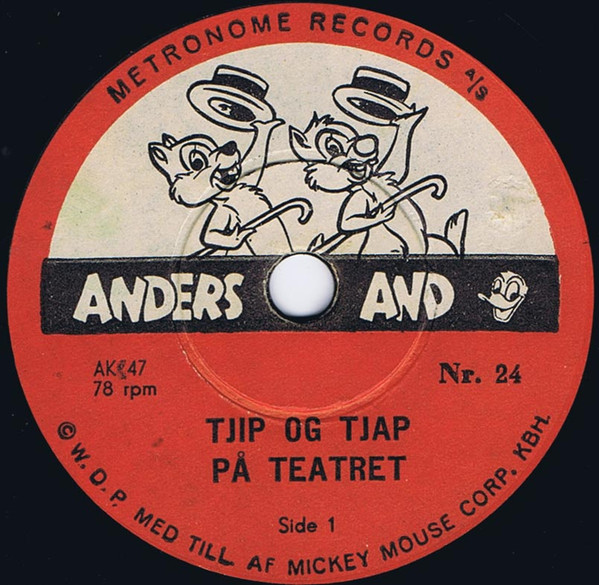 METRONOME RECORDS A/S
ANDERS AND
AK 47
78 rpm
Nr. 24
TJIP OG TJAP
PÅ TEATRET
Side 1
© W. D. P. MED TILL. AF MICKEY MOUSE CORP. KBH.